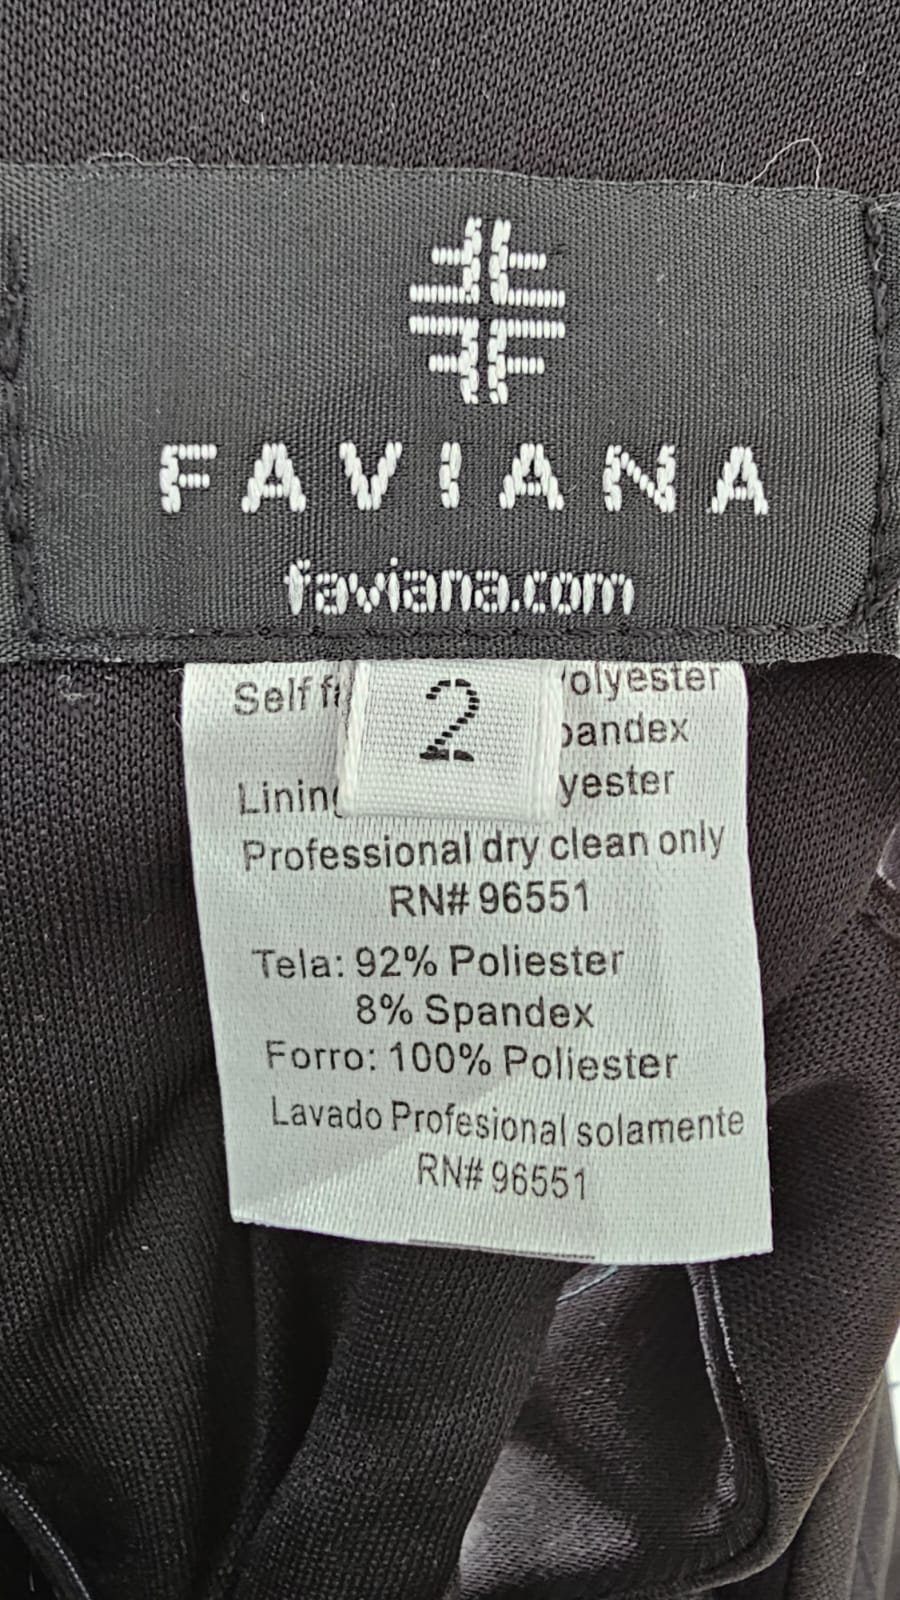 FAVIANA
faviana.com
2
Self
Professional dry clean only
RN# 96551
Tela: 92% Poliester
8% Spandex
Forro: 100% Poliester
Lavado Profesional solamente
RN# 96551